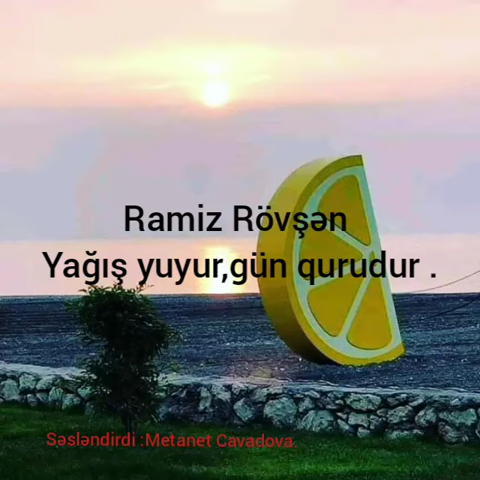 Ramiz Rövşən
Yağış yuyur,gün qurudur .
Səsləndirdi :Metanet Cavadova.